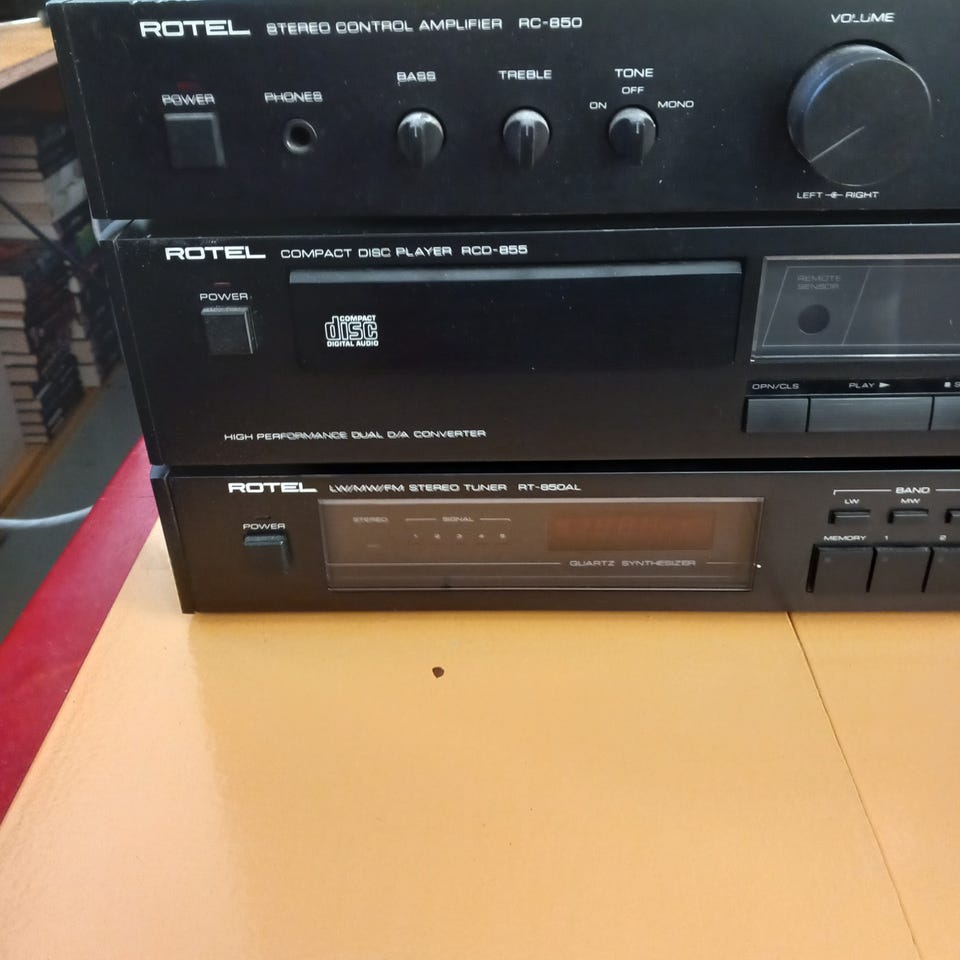 ROTEL STEREO CONTROL AMPLIFIER RC-850
VOLUME
POWER
PHONES
BASS
TREBLE
TONE
OFF
ON
MONO
LEFT RIGHT
ROTEL COMPACT DISC PLAYER RCD-855
POWER
COMPACT
disc
DIGITAL AUDIO
REMOTE
SENSOR
OPN/CLS
PLAY ►
■ S
HIGH PERFORMANCE DUAL D/A CONVERTER
ROTEL LW/MW/FM STEREO TUNER RT-850AL
POWER
STEREO
SIGNAL
1 2 3 4 5
QUARTZ SYNTHESIZER
BAND
LW
MW
MEMORY
1
2